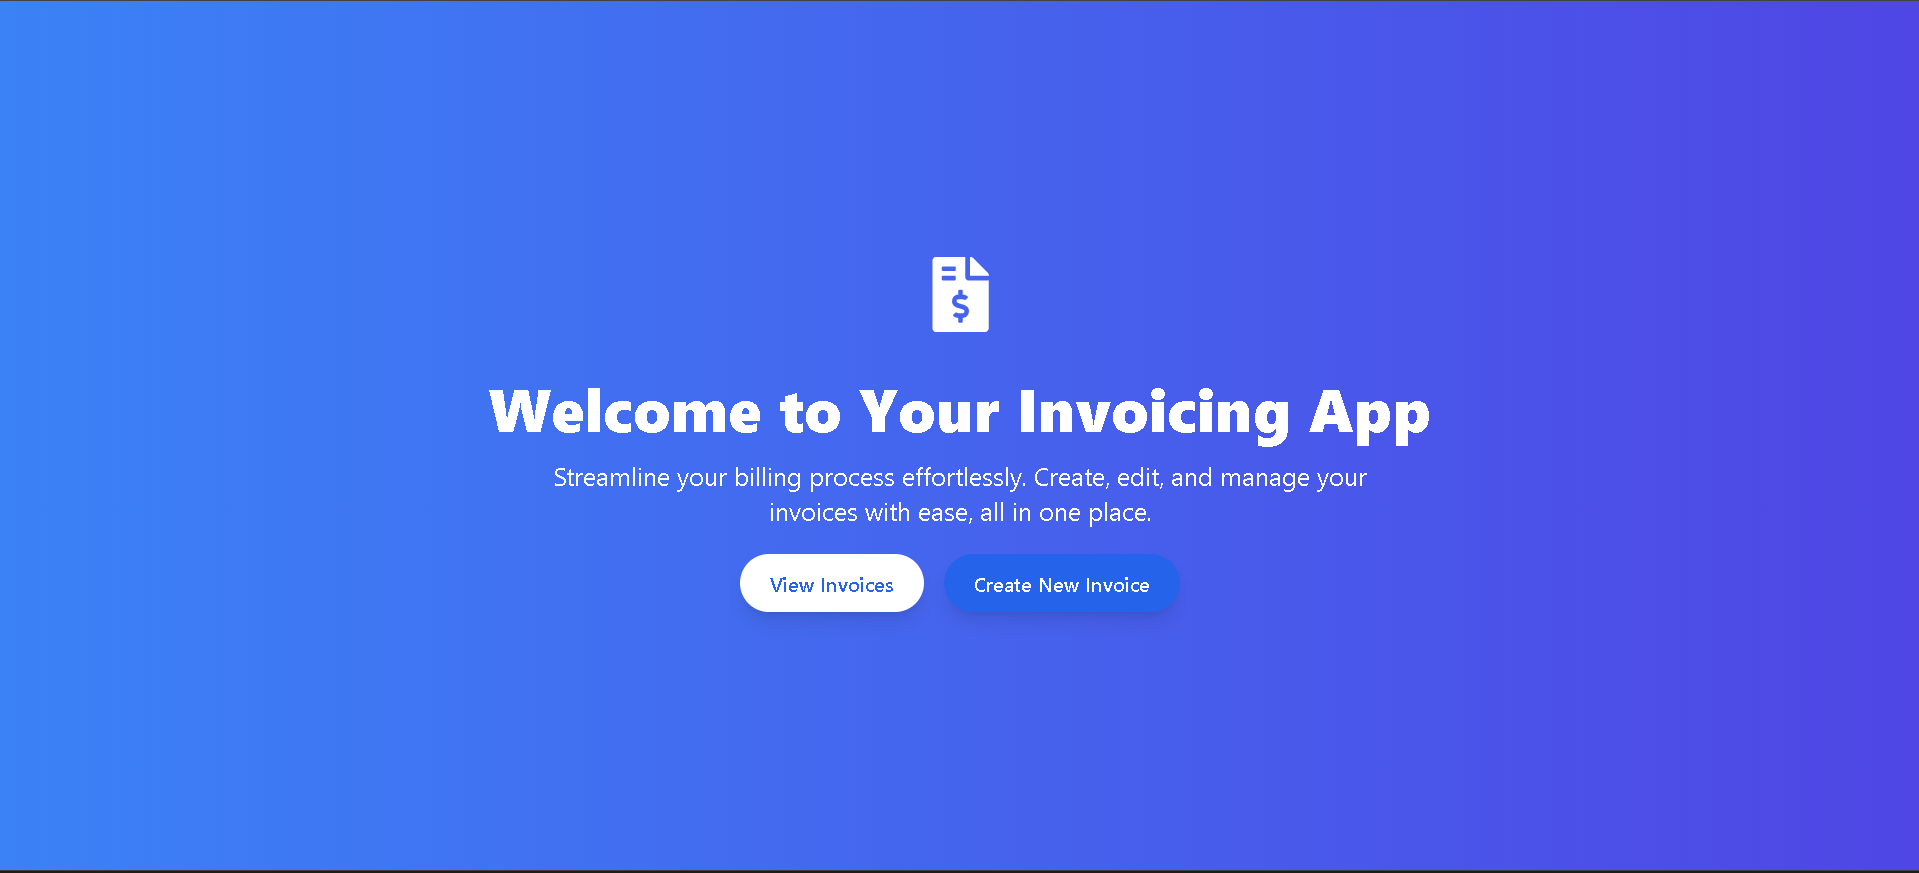 $
Welcome to Your Invoicing App
Streamline your billing process effortlessly. Create, edit, and manage your
invoices with ease, all in one place.
View Invoices
Create New Invoice